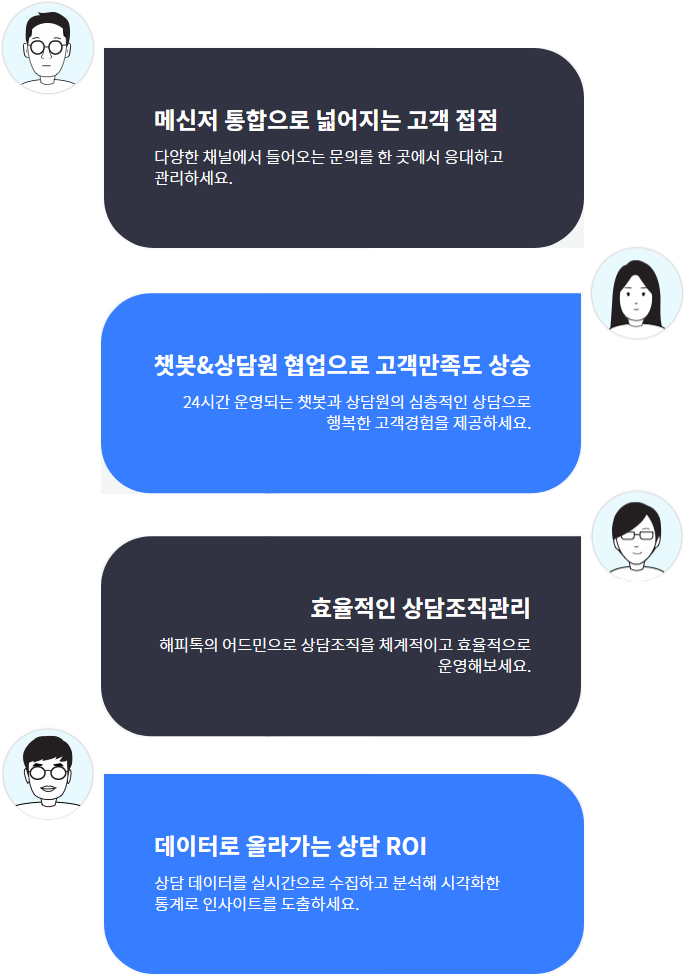 메신저 통합으로 넓어지는 고객 접점
다양한 채널에서 들어오는 문의를 한 곳에서 응대하고
관리하세요.
챗봇&상담원 협업으로 고객만족도 상승
24시간 운영되는 챗봇과 상담원의 심층적인 상담으로
행복한 고객경험을 제공하세요.
효율적인 상담조직관리
해피톡의 어드민으로 상담조직을 체계적이고 효율적으로
운영해보세요.
데이터로 올라가는 상담 ROI
상담 데이터를 실시간으로 수집하고 분석해 시각화한
통계로 인사이트를 도출하세요.